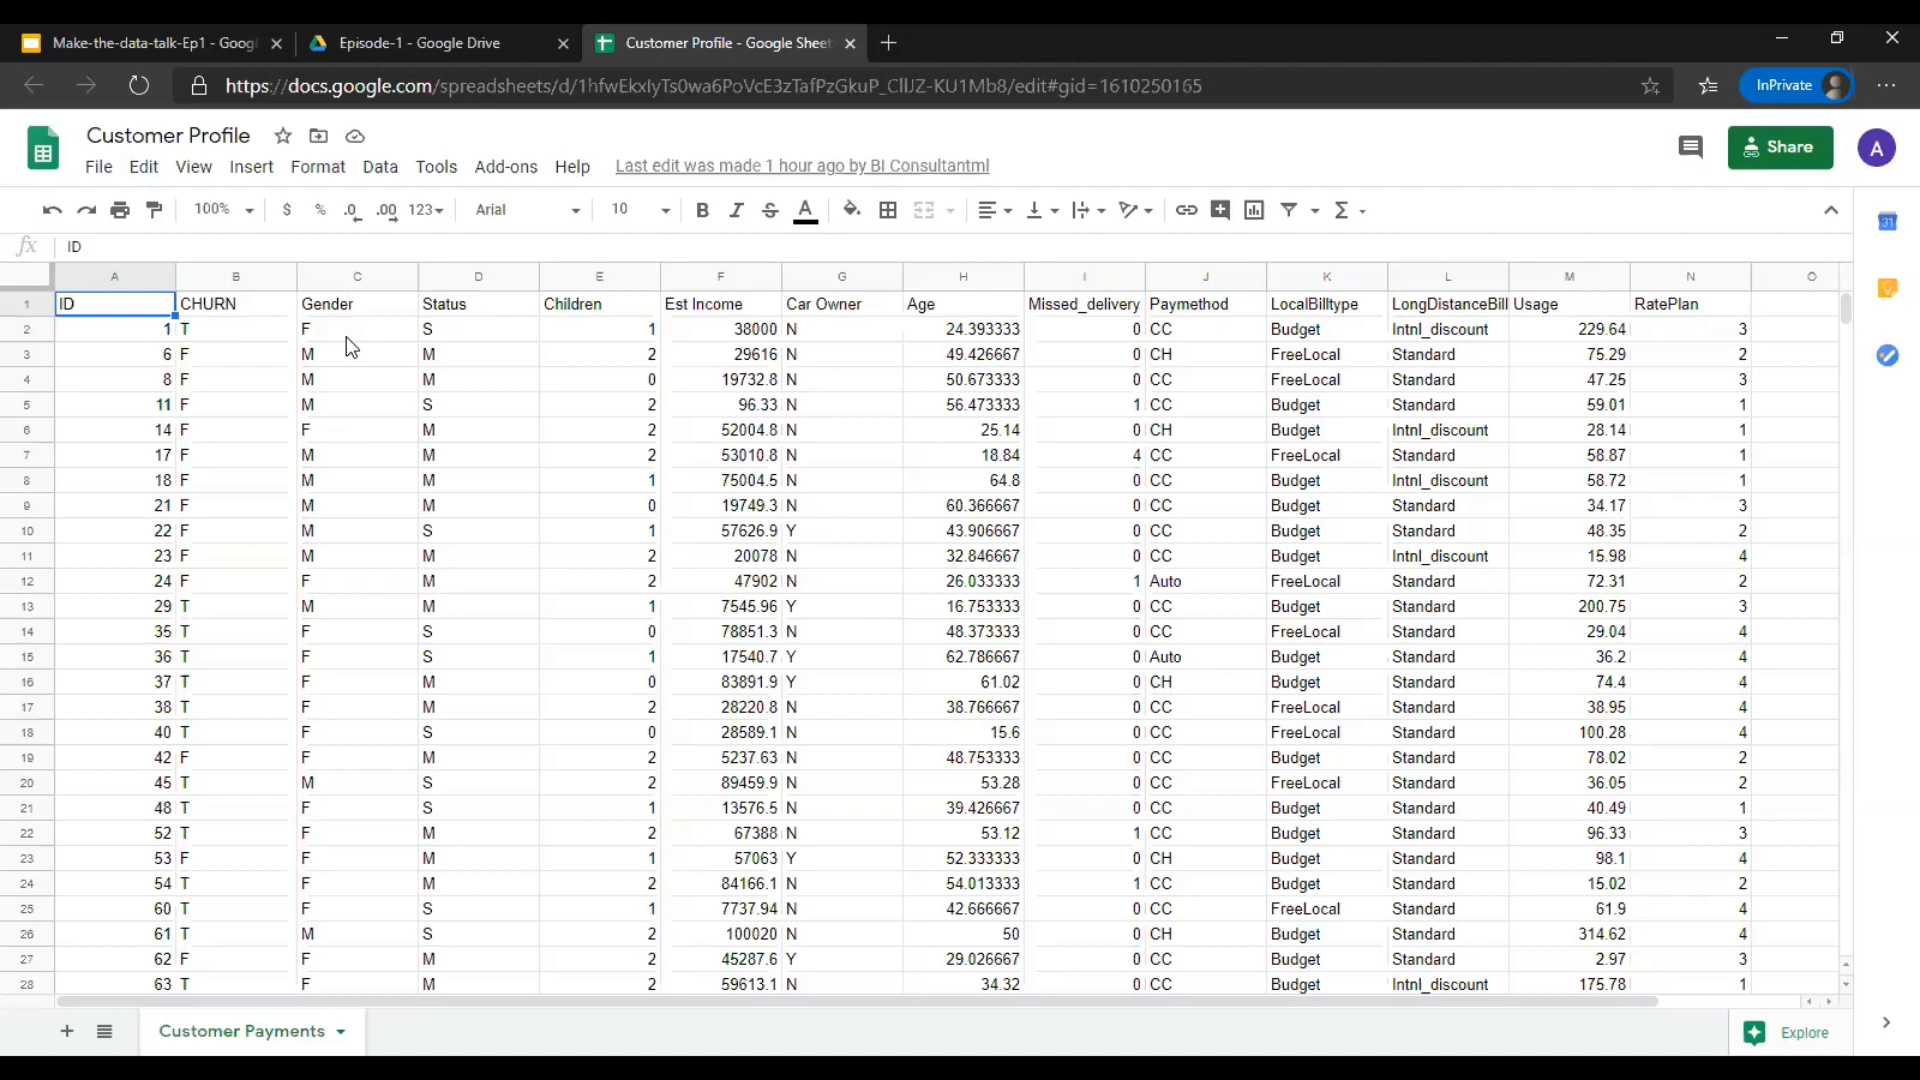 Make-the-data-talk-Ep1 - Googl
Episode-1 - Google Drive
Customer Profile - Google Sheet
https://docs.google.com/spreadsheets/d/1hfwEkxIyTs0wa6PoVcE3zTafPzGkuP_CllJZ-KU1Mb8/edit#gid=1610250165
InPrivate
Customer Profile
File Edit View Insert Format Data Tools Add-ons Help Last edit was made 1 hour ago by BI Consultantml
Share
A
100% $ % .0 .00 123 Arial 10 B I S A Σ
31
fx ID
A B C D E F G H I J K L M N O
1 ID CHURN Gender Status Children Est Income Car Owner Age Missed_delivery Paymethod LocalBilltype LongDistanceBill Usage RatePlan
2 1 T F S 1 38000 N 24.393333 0 CC Budget Intnl_discount 229.64 3
3 6 F M M 2 29616 N 49.426667 0 CH FreeLocal Standard 75.29 2
4 8 F M M 0 19732.8 N 50.673333 0 CC FreeLocal Standard 47.25 3
5 11 F M S 2 96.33 N 56.473333 1 CC Budget Standard 59.01 1
6 14 F F M 2 52004.8 N 25.14 0 CH Budget Intnl_discount 28.14 1
7 17 F M M 2 53010.8 N 18.84 4 CC FreeLocal Standard 58.87 1
8 18 F M M 1 75004.5 N 64.8 0 CC Budget Intnl_discount 58.72 1
9 21 F M S 0 19749.3 N 60.366667 0 CC Budget Standard 34.17 3
10 22 F M S 1 57626.9 Y 43.906667 0 CC Budget Standard 48.35 2
11 23 F M M 2 20078 N 32.846667 0 CC Budget Intnl_discount 15.98 4
12 24 F F M 2 47902 N 26.033333 1 Auto FreeLocal Standard 72.31 2
13 29 T M M 1 7545.96 Y 16.753333 0 CC Budget Standard 200.75 3
14 35 T F S 0 78851.3 N 48.373333 0 CC FreeLocal Standard 29.04 4
15 36 T F S 1 17540.7 Y 62.786667 0 Auto Budget Standard 36.2 4
16 37 T F M 0 83891.9 Y 61.02 0 CH Budget Standard 74.4 4
17 38 T F M 2 28220.8 N 38.766667 0 CC FreeLocal Standard 38.95 4
18 40 T F S 0 28589.1 N 15.6 0 CC FreeLocal Standard 100.28 4
19 42 F F M 2 5237.63 N 48.753333 0 CC Budget Standard 78.02 2
20 45 T M S 2 89459.9 N 53.28 0 CC FreeLocal Standard 36.05 2
21 48 T F S 1 13576.5 N 39.426667 0 CC Budget Standard 40.49 1
22 52 T F M 2 67388 N 53.12 1 CC Budget Standard 96.33 3
23 53 F F M 1 57063 Y 52.333333 0 CH Budget Standard 98.1 4
24 54 T F M 2 84166.1 N 54.013333 1 CC Budget Standard 15.02 2
25 60 T F S 1 7737.94 N 42.666667 0 CC FreeLocal Standard 61.9 4
26 61 T M S 2 100020 N 50 0 CH Budget Standard 314.62 4
27 62 F F M 2 45287.6 Y 29.026667 0 CC Budget Standard 2.97 3
28 63 T F M 2 59613.1 N 34.32 0 CC Budget Intnl_discount 175.78 1
Customer Payments
Explore